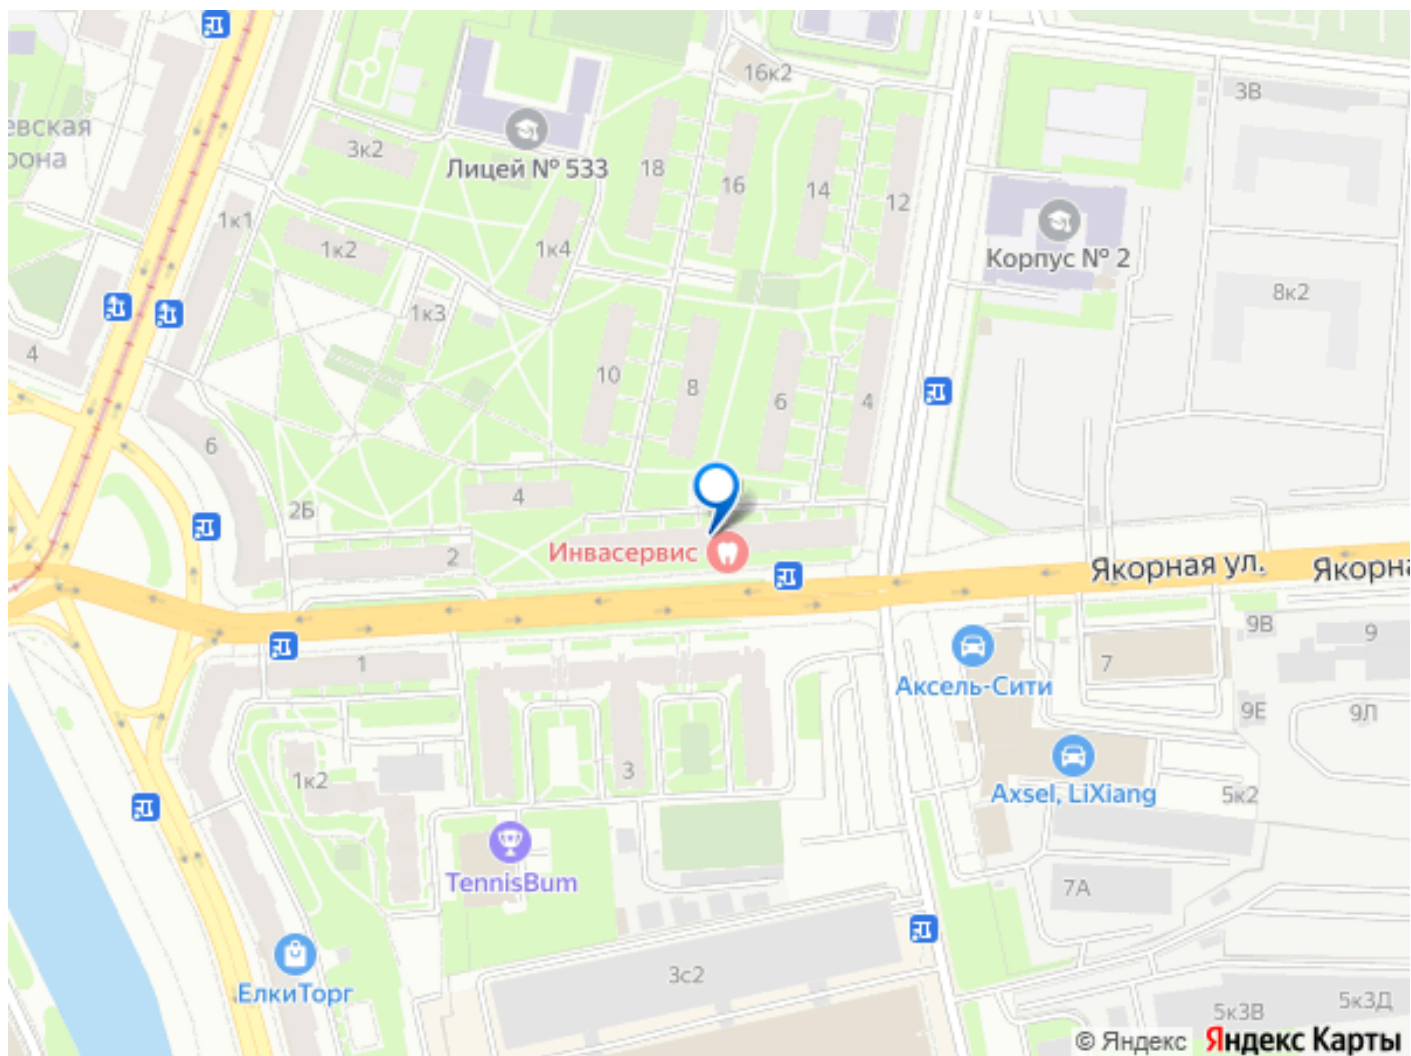 16к2
3В
евская
рона
3к2
Лицей № 533
18
16
14
12
1к1
1к2
1к4
Корпус № 2
8к2
1к3
4
10
8
6
4
6
2Б
4
2
Инвасервис
Якорная ул.
Якорна
9В
9
1
7
Аксель-Сити
9Е
9Л
1к2
3
Axsel, LiXiang
5к2
TennisBum
7А
ЕлкиТорг
3с2
5к3В
5к3Д
© Яндекс Яндекс Карты